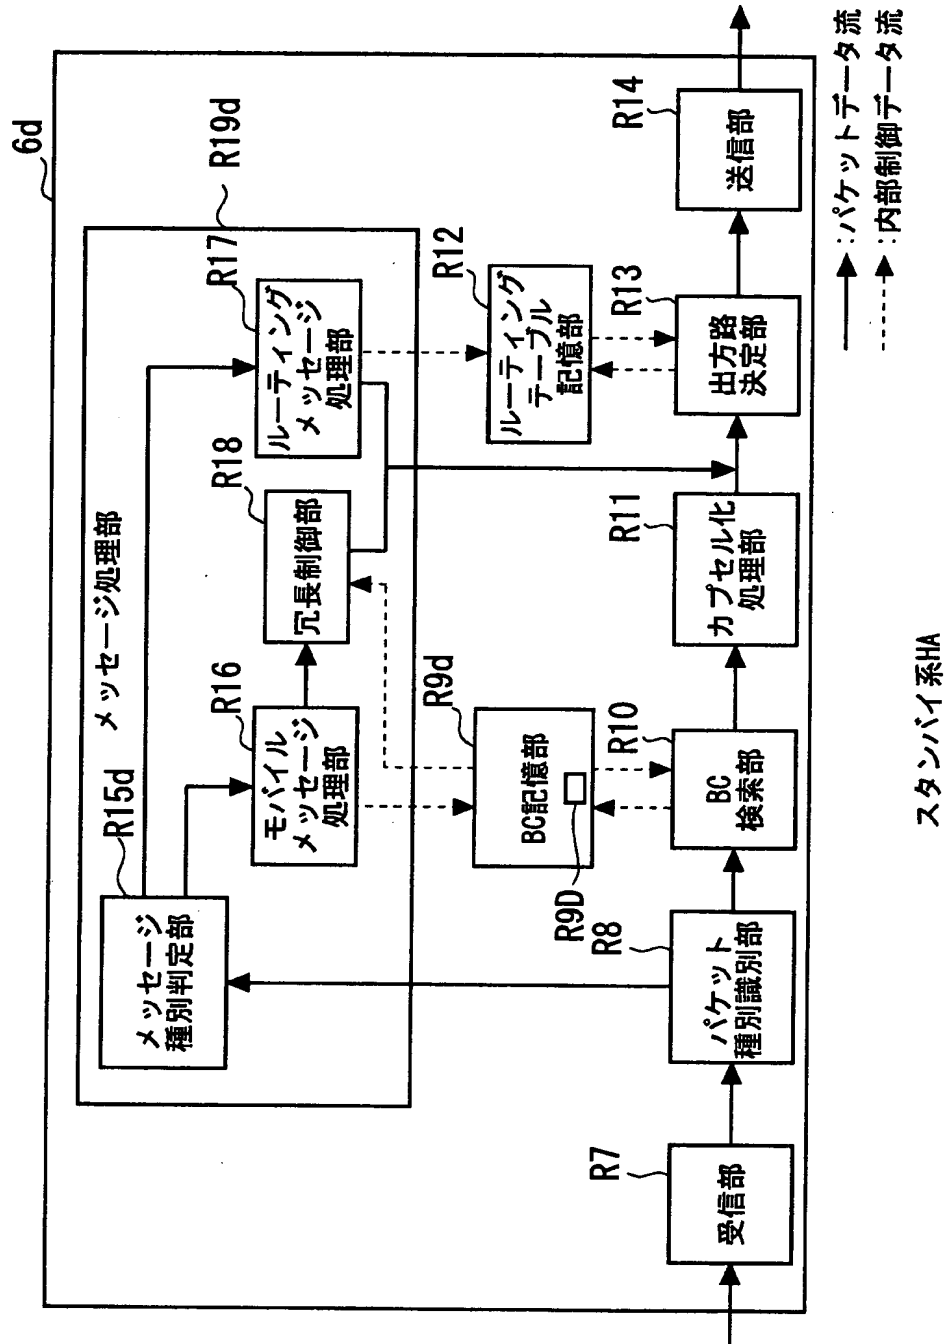 6d
R19d
メッセージ処理部
R15d
メッセージ
種別判定部
R16
モバイル
メッセージ
処理部
R18
冗長制御部
R17
ルーティング
メッセージ
処理部
R9d
BC記憶部
R9D
R12
ルーティング
テーブル
記憶部
R7
受信部
R8
パケット
種別識別部
R10
BC
検索部
R11
カプセル化
処理部
R13
出方路
決定部
R14
送信部
:パケットデータ流
:内部制御データ流
スタンバイ系HA